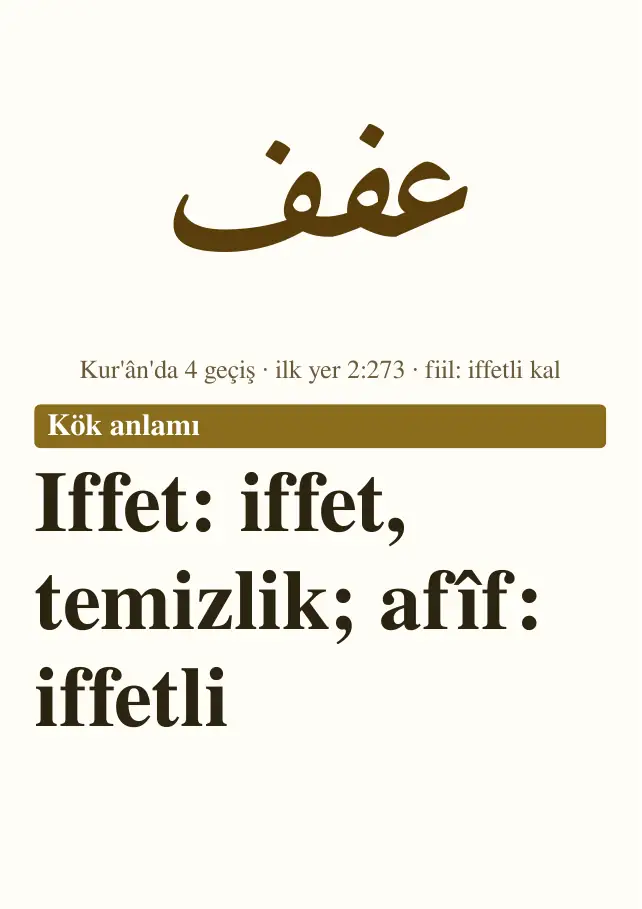 عفف
Kur'ân'da 4 geçiş · ilk yer 2:273 · fiil: iffetli kal
Kök anlamı
Iffet: iffet,
temizlik; afîf:
iffetli